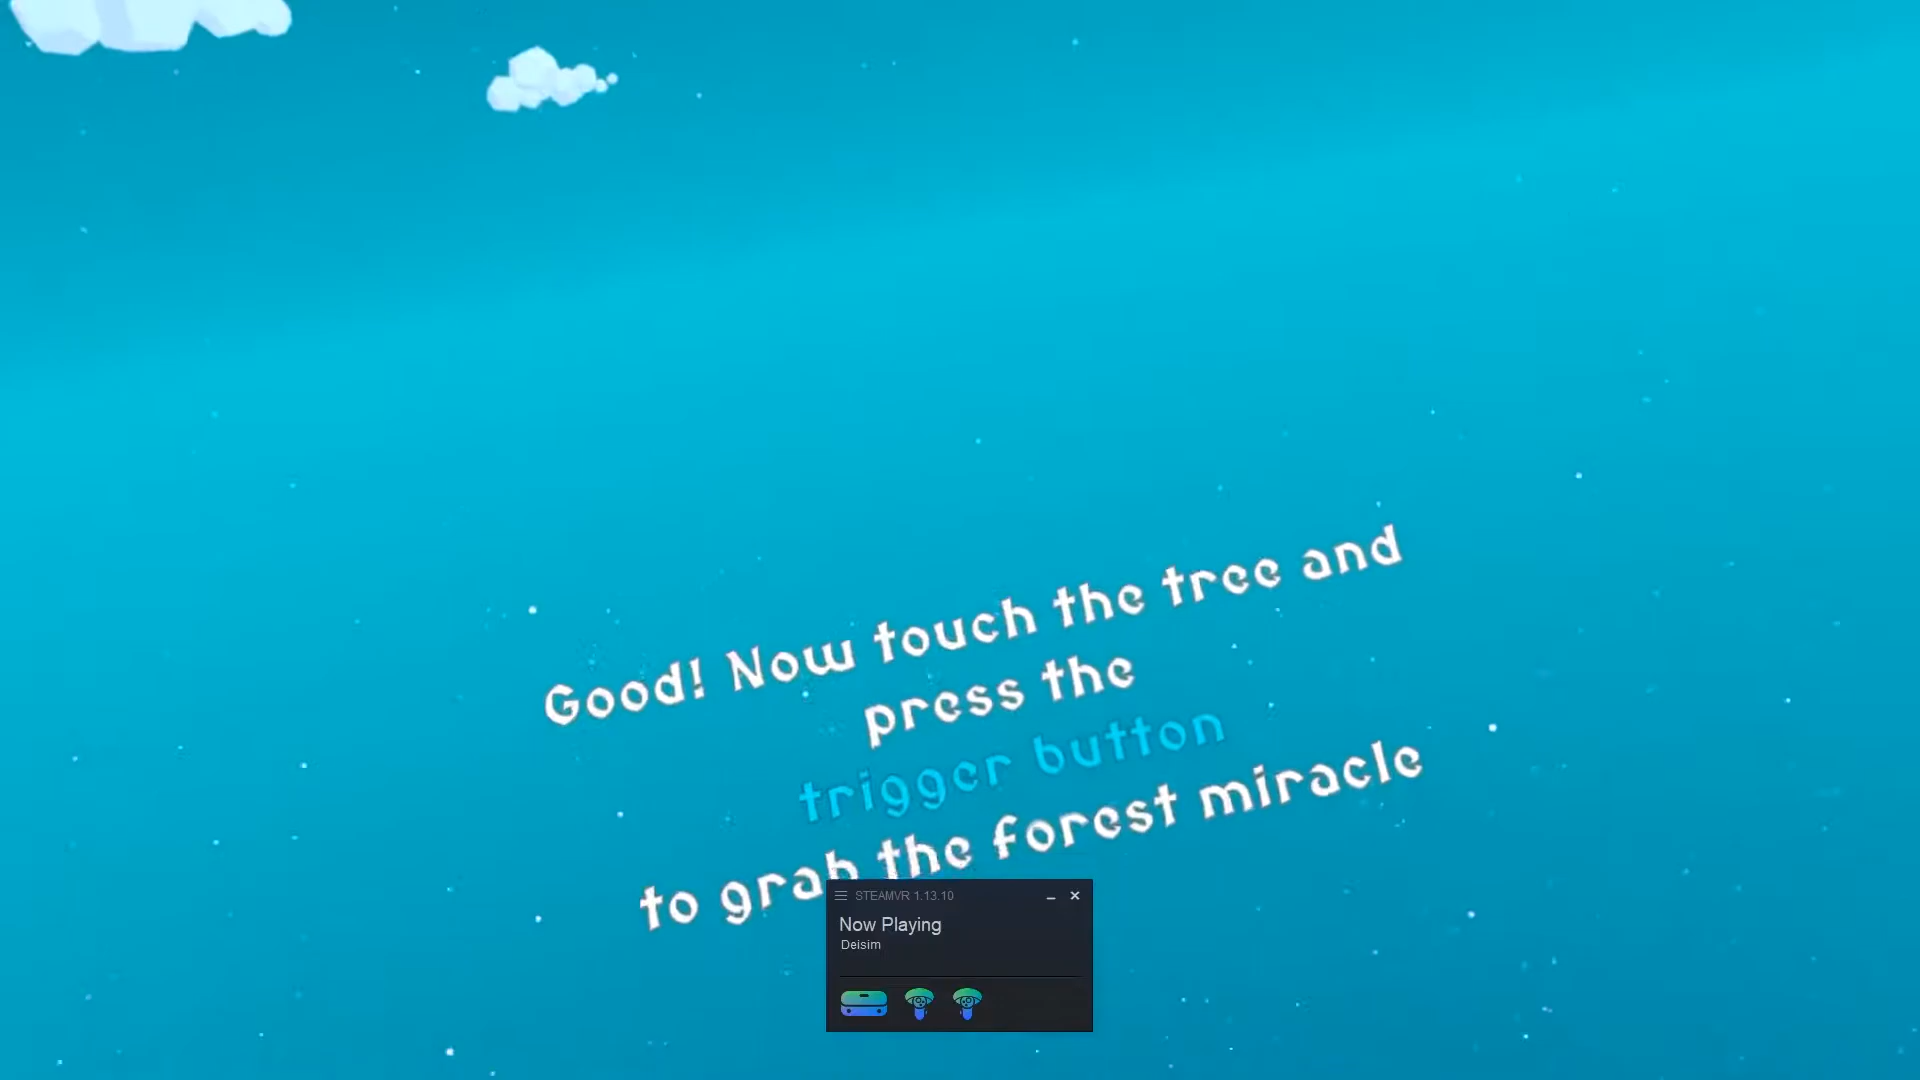 Good! Now touch the tree and
press the
trigger button
to grab the forest miracle
STEAMVR 1.13.10
Now Playing
Deisim